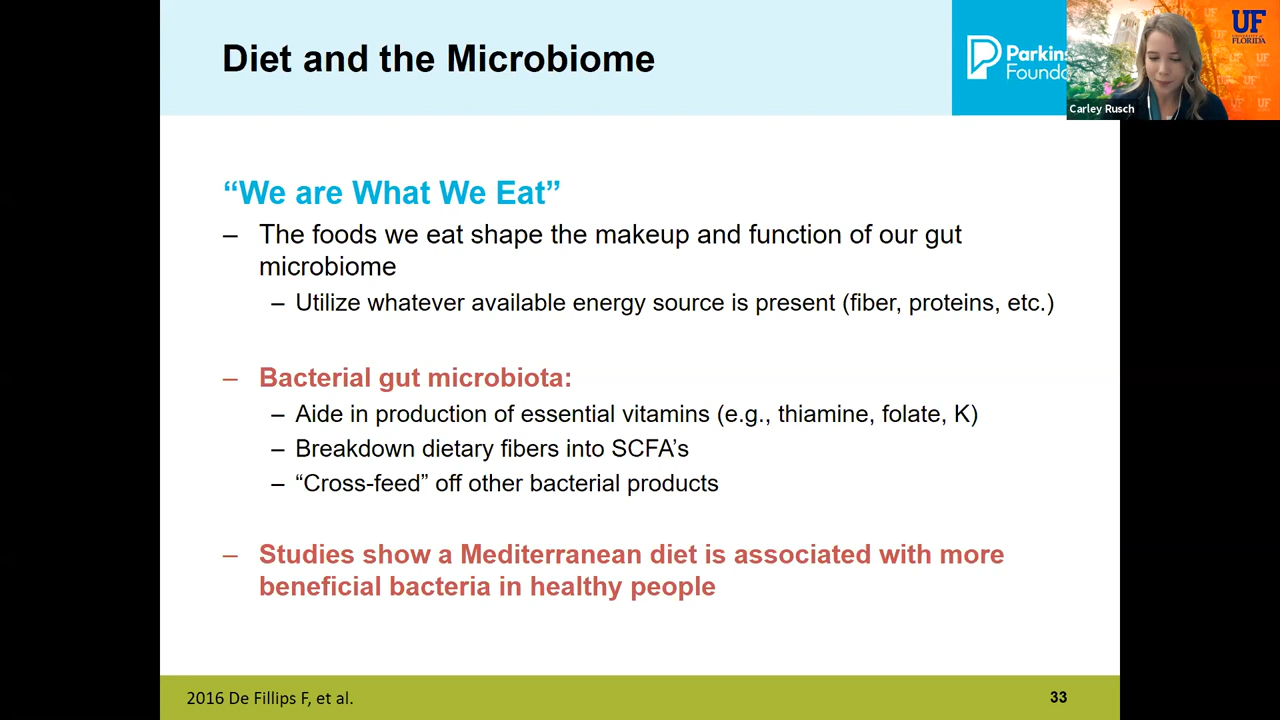 Diet and the Microbiome
Parkins
Founda
UF
UNIVERSITY of
FLORIDA
Carley Rusch
“We are What We Eat”
– The foods we eat shape the makeup and function of our gut
microbiome
– Utilize whatever available energy source is present (fiber, proteins, etc.)
– Bacterial gut microbiota:
– Aide in production of essential vitamins (e.g., thiamine, folate, K)
– Breakdown dietary fibers into SCFA’s
– “Cross-feed” off other bacterial products
– Studies show a Mediterranean diet is associated with more
beneficial bacteria in healthy people
2016 De Fillips F, et al.
33